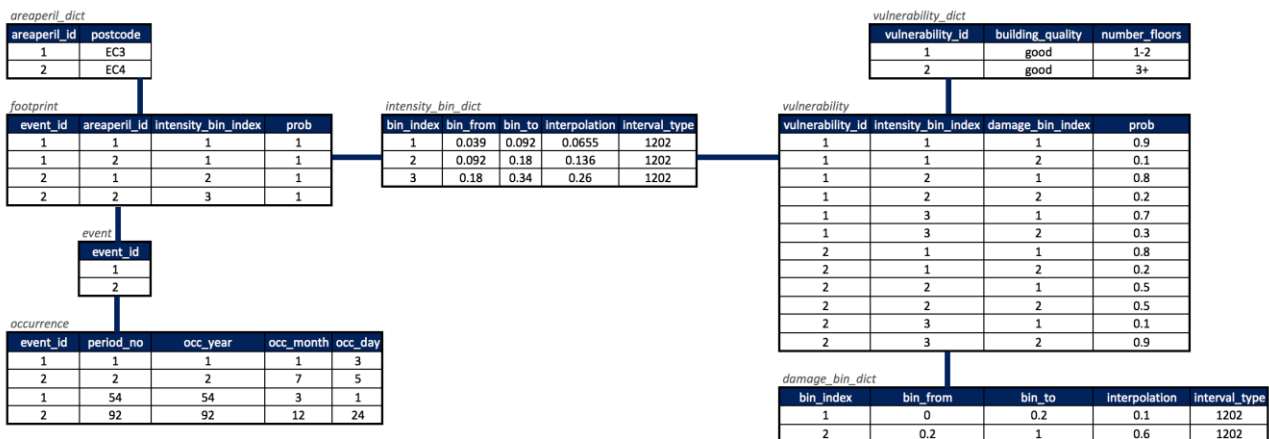 areaperil_dict
areaperil_id postcode
1 EC3
2 EC4
footprint
event_id areaperil_id intensity_bin_index prob
1 1 1 1
1 2 1 1
2 1 2 1
2 2 3 1
event
event_id
1
2
occurrence
event_id period_no occ_year occ_month occ_day
1 1 1 1 3
2 2 2 7 5
1 54 54 3 1
2 92 92 12 24
intensity_bin_dict
bin_index bin_from bin_to interpolation interval_type
1 0.039 0.092 0.0655 1202
2 0.092 0.18 0.136 1202
3 0.18 0.34 0.26 1202
vulnerability_dict
vulnerability_id building_quality number_floors
1 good 1-2
2 good 3+
vulnerability
vulnerability_id intensity_bin_index damage_bin_index prob
1 1 1 0.9
1 1 2 0.1
1 2 1 0.8
1 2 2 0.2
1 3 1 0.7
1 3 2 0.3
2 1 1 0.8
2 1 2 0.2
2 2 1 0.5
2 2 2 0.5
2 3 1 0.1
2 3 2 0.9
damage_bin_dict
bin_index bin_from bin_to interpolation interval_type
1 0 0.2 0.1 1202
2 0.2 1 0.6 1202